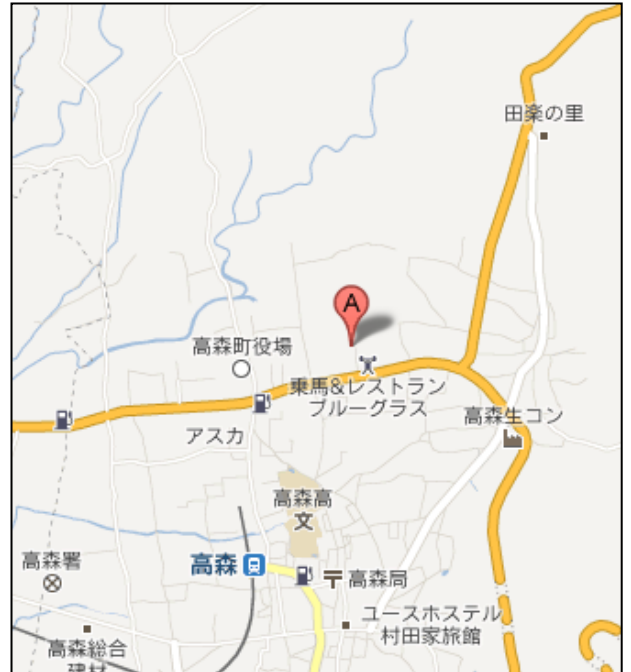 田楽の里
A
高森町役場
乗馬&レストラン
ブルーグラス
高森生コン
アスカ
高森高
文
高森署
高森
高森局
ユースホステル
村田家旅館
高森総合
建材